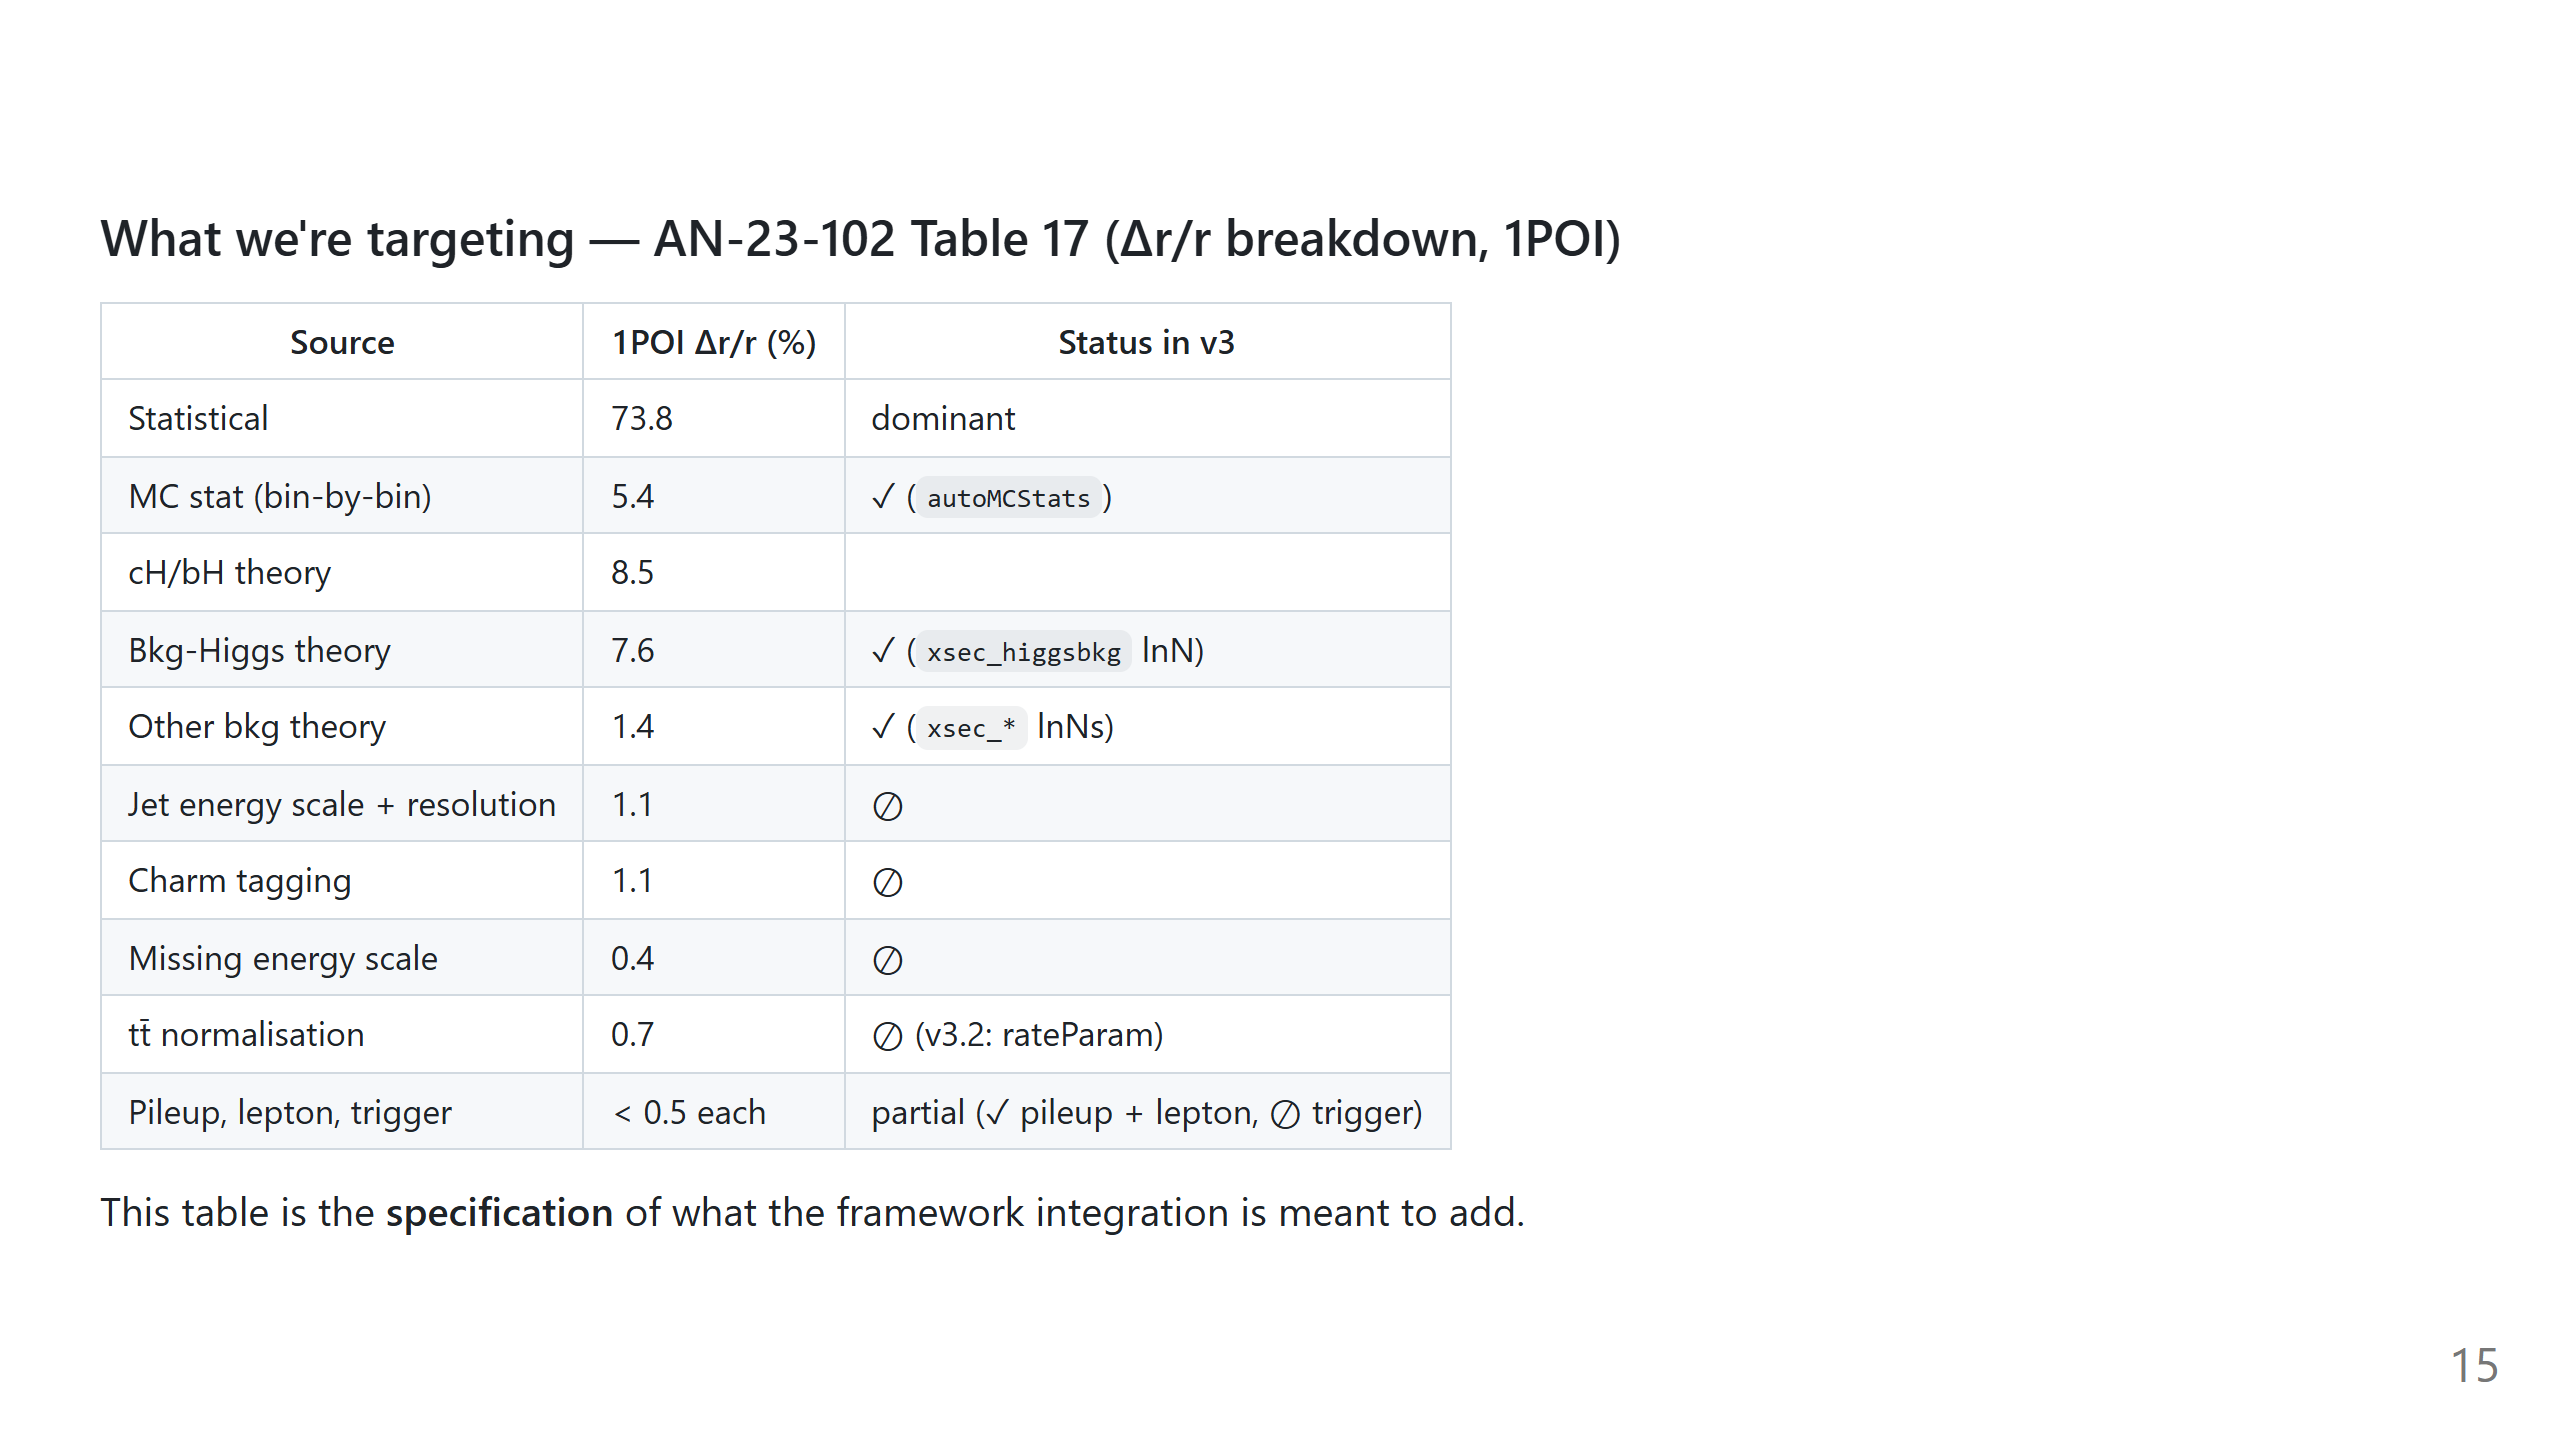 What we're targeting — AN-23-102 Table 17 (Δr/r breakdown, 1POI)
Source 1POI Δr/r (%) Status in v3
Statistical 73.8 dominant
MC stat (bin-by-bin) 5.4 ✓ (autoMCStats)
cH/bH theory 8.5
Bkg-Higgs theory 7.6 ✓ (xsec_higgsbkg lnN)
Other bkg theory 1.4 ✓ (xsec_* lnNs)
Jet energy scale + resolution 1.1 ∅
Charm tagging 1.1 ∅
Missing energy scale 0.4 ∅
tt̄ normalisation 0.7 ∅ (v3.2: rateParam)
Pileup, lepton, trigger < 0.5 each partial (✓ pileup + lepton, ∅ trigger)
This table is the specification of what the framework integration is meant to add.
15